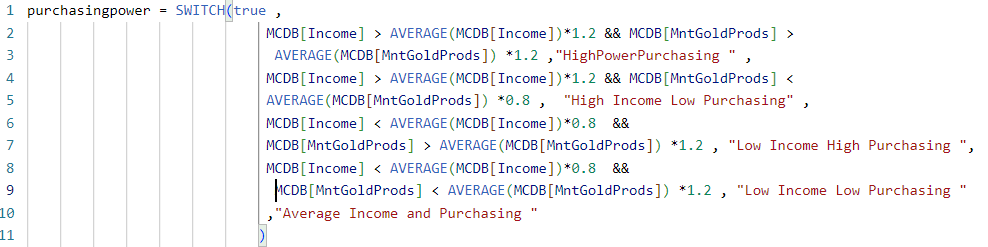 1 purchasingpower = SWITCH(true ,
2 MCDB[Income] > AVERAGE(MCDB[Income])*1.2 && MCDB[MntGoldProds] >
3 AVERAGE(MCDB[MntGoldProds]) *1.2 ,"HighPowerPurchasing " ,
4 MCDB[Income] > AVERAGE(MCDB[Income])*1.2 && MCDB[MntGoldProds] <
5 AVERAGE(MCDB[MntGoldProds]) *0.8 , "High Income Low Purchasing" ,
6 MCDB[Income] < AVERAGE(MCDB[Income])*0.8 &&
7 MCDB[MntGoldProds] > AVERAGE(MCDB[MntGoldProds]) *1.2 , "Low Income High Purchasing ",
8 MCDB[Income] < AVERAGE(MCDB[Income])*0.8 &&
9 MCDB[MntGoldProds] < AVERAGE(MCDB[MntGoldProds]) *1.2 , "Low Income Low Purchasing "
10 ,"Average Income and Purchasing "
11 )